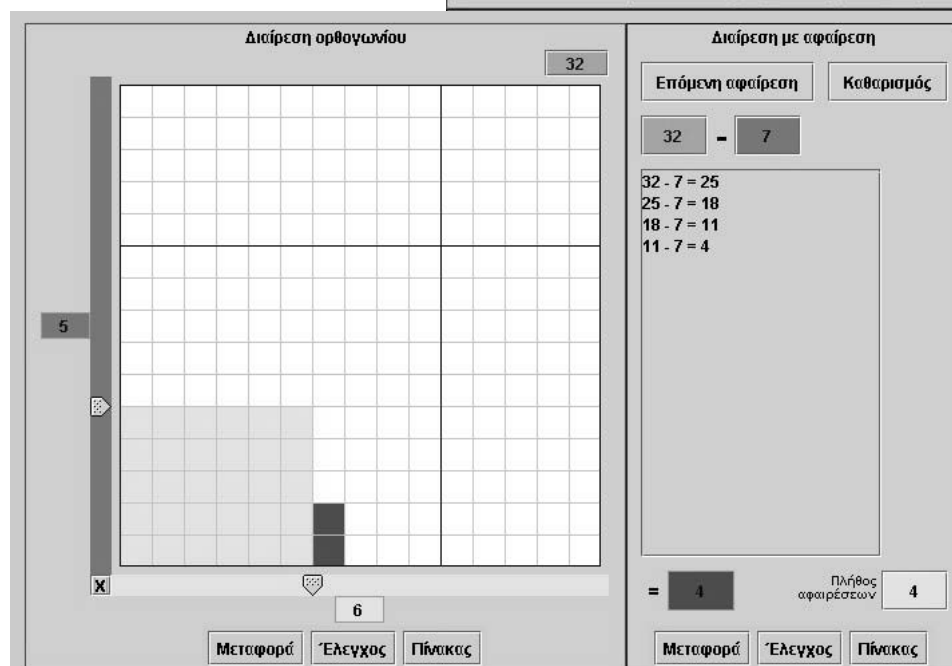 Διαίρεση ορθογωνίου
32
5
X
6
Μεταφορά Έλεγχος Πίνακας
Διαίρεση με αφαίρεση
Επόμενη αφαίρεση Καθαρισμός
32 - 7
32 - 7 = 25
25 - 7 = 18
18 - 7 = 11
11 - 7 = 4
= 4 Πλήθος
αφαιρέσεων 4
Μεταφορά Έλεγχος Πίνακας